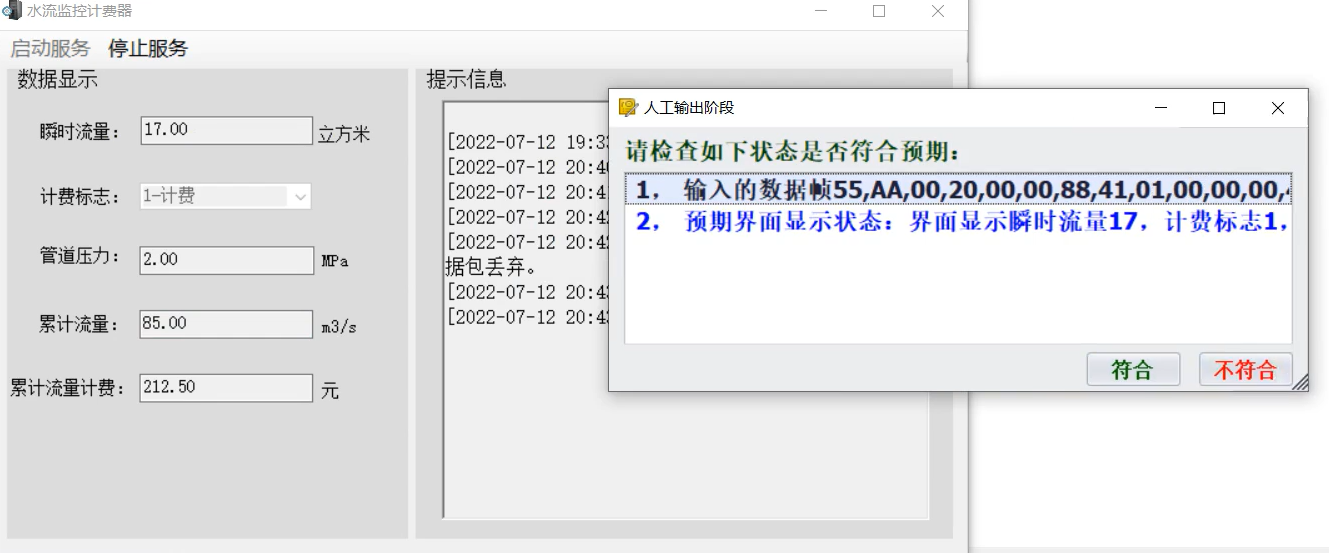 水流监控计费器
启动服务 停止服务
数据显示
瞬时流量： 17.00 立方米
计费标志： 1-计费
管道压力： 2.00 MPa
累计流量： 85.00 m3/s
累计流量计费： 212.50 元
提示信息
[2022-07-12 19:33
[2022-07-12 20:40
[2022-07-12 20:41
[2022-07-12 20:42
[2022-07-12 20:42
据包丢弃。
[2022-07-12 20:43
[2022-07-12 20:43
人工输出阶段
请检查如下状态是否符合预期：
1， 输入的数据帧55,AA,00,20,00,00,88,41,01,00,00,00,
2， 预期界面显示状态：界面显示瞬时流量17，计费标志1，
符合 不符合